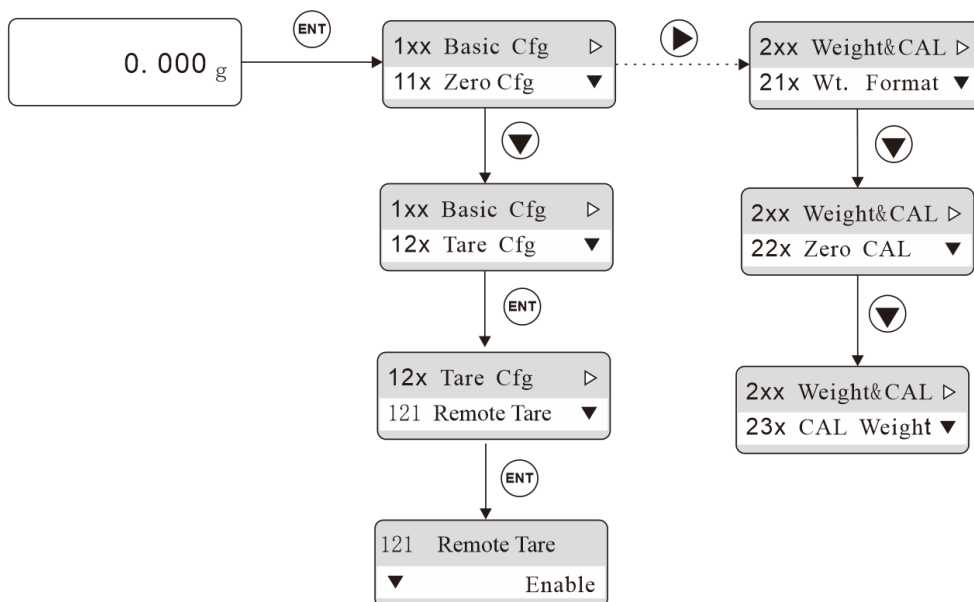 0.000 g
ENT
1xx Basic Cfg
11x Zero Cfg
2xx Weight&CAL
21x Wt. Format
1xx Basic Cfg
12x Tare Cfg
2xx Weight&CAL
22x Zero CAL
ENT
12x Tare Cfg
121 Remote Tare
2xx Weight&CAL
23x CAL Weight
ENT
121 Remote Tare
Enable